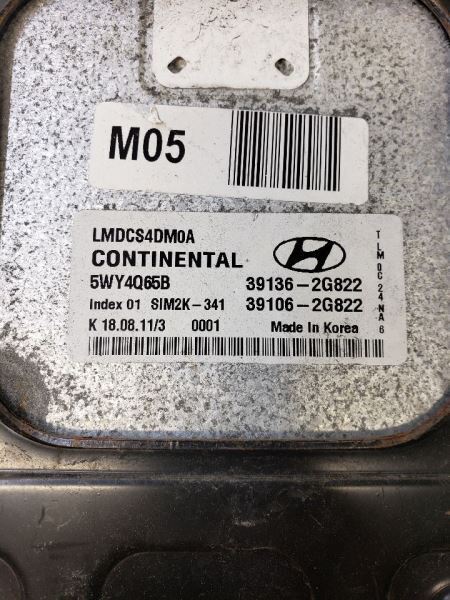 M05
LMDCS4DM0A
CONTINENTAL
5WY4Q65B 39136-2G822
Index 01 SIM2K-341 39106-2G822
K 18.08.11/3 0001 Made In Korea
TLMDC24NA6